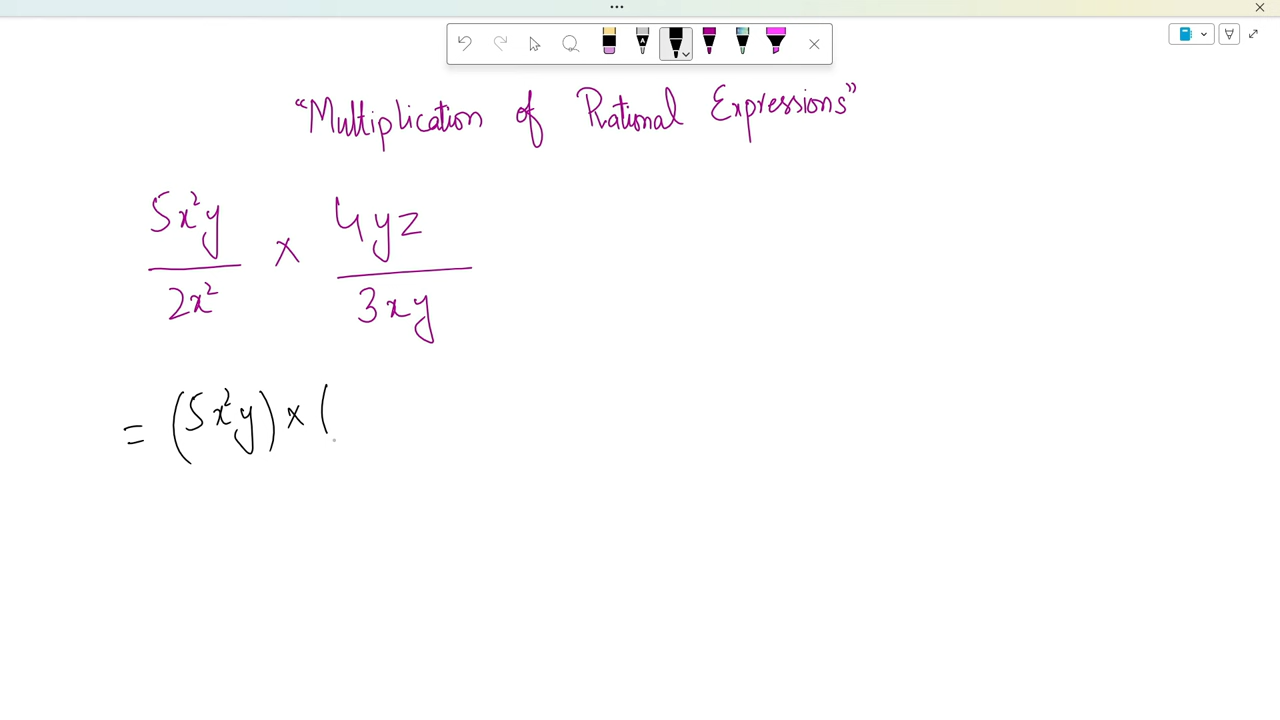 “Multiplication of Rational Expressions”
5x²y / 2x² × 4yz / 3xy
= (5x²y) × (